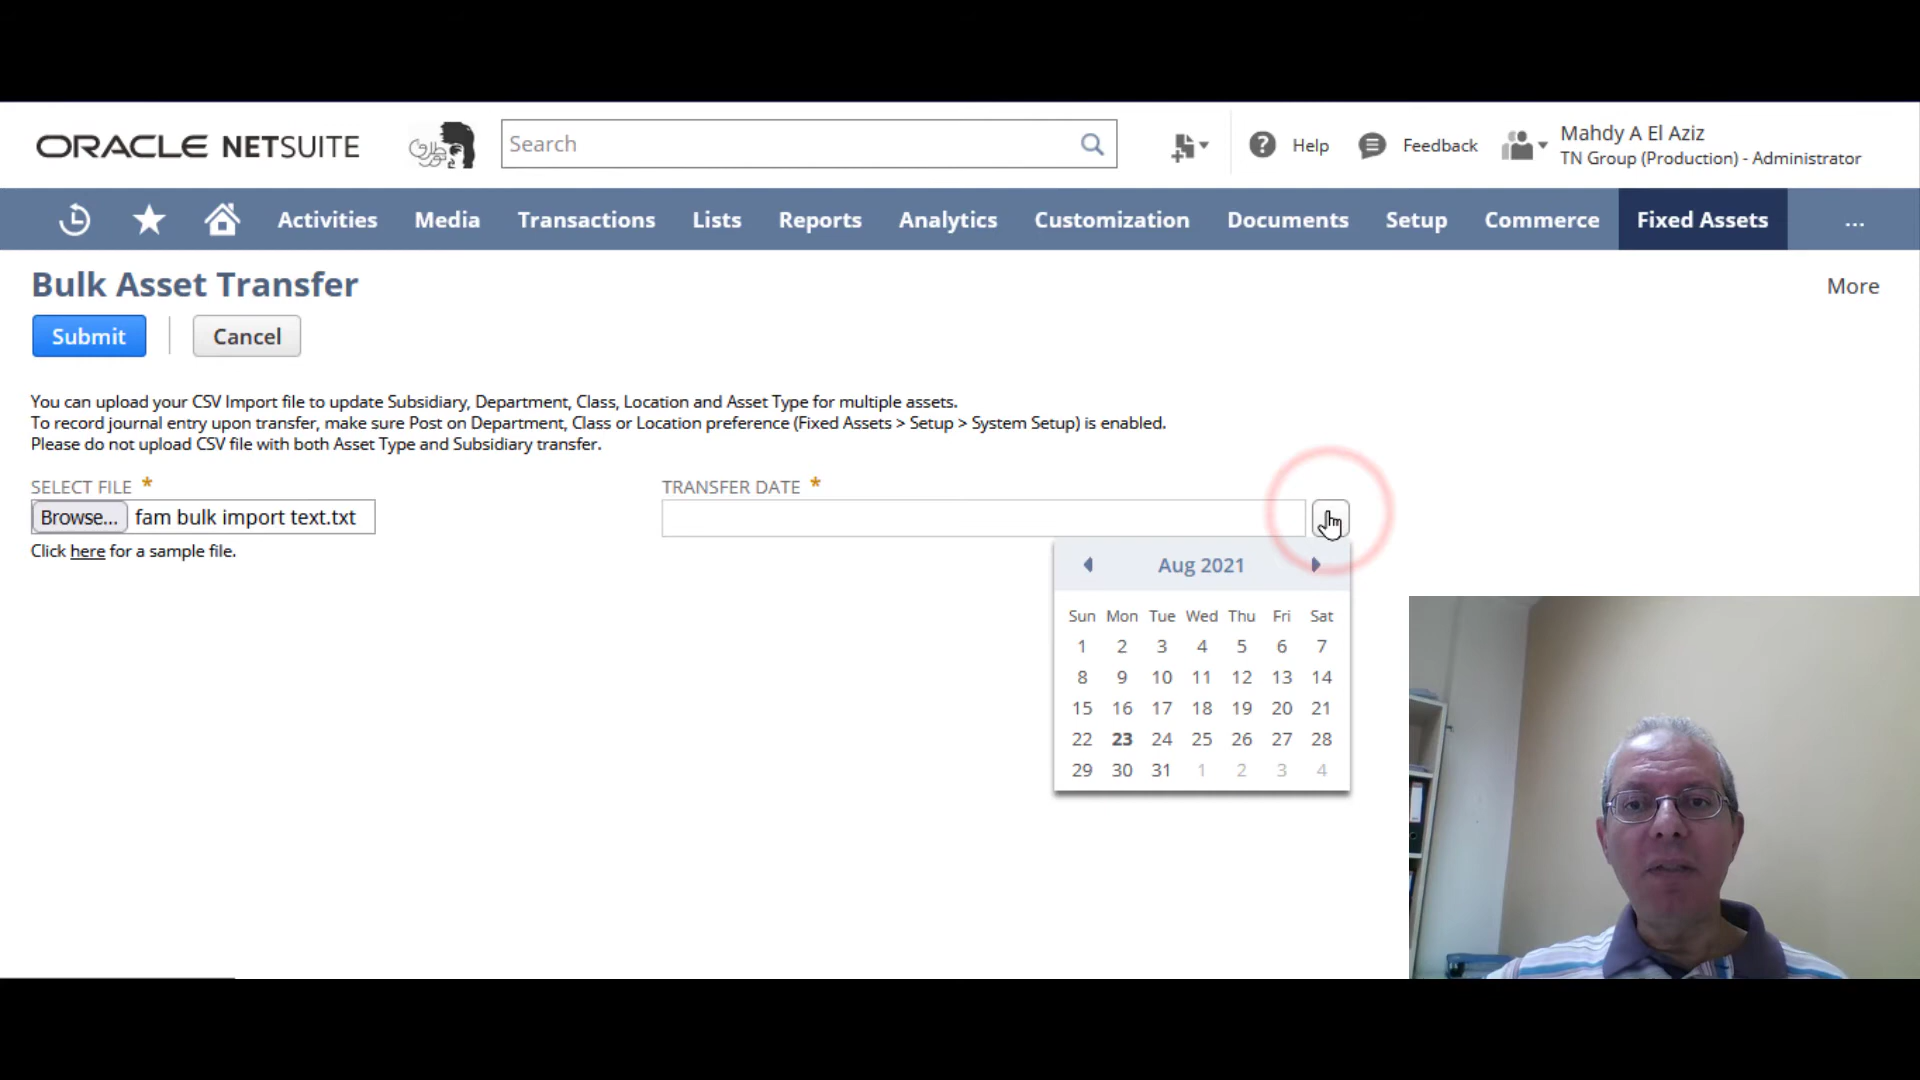 ORACLE NETSUITE
Search
Help
Feedback
Mahdy A El Aziz
TN Group (Production) - Administrator
Activities
Media
Transactions
Lists
Reports
Analytics
Customization
Documents
Setup
Commerce
Fixed Assets
...
Bulk Asset Transfer
More
Submit
Cancel
You can upload your CSV Import file to update Subsidiary, Department, Class, Location and Asset Type for multiple assets.
To record journal entry upon transfer, make sure Post on Department, Class or Location preference (Fixed Assets > Setup > System Setup) is enabled.
Please do not upload CSV file with both Asset Type and Subsidiary transfer.
SELECT FILE *
Browse... fam bulk import text.txt
Click here for a sample file.
TRANSFER DATE *
Aug 2021
Sun Mon Tue Wed Thu Fri Sat
1 2 3 4 5 6 7
8 9 10 11 12 13 14
15 16 17 18 19 20 21
22 23 24 25 26 27 28
29 30 31 1 2 3 4